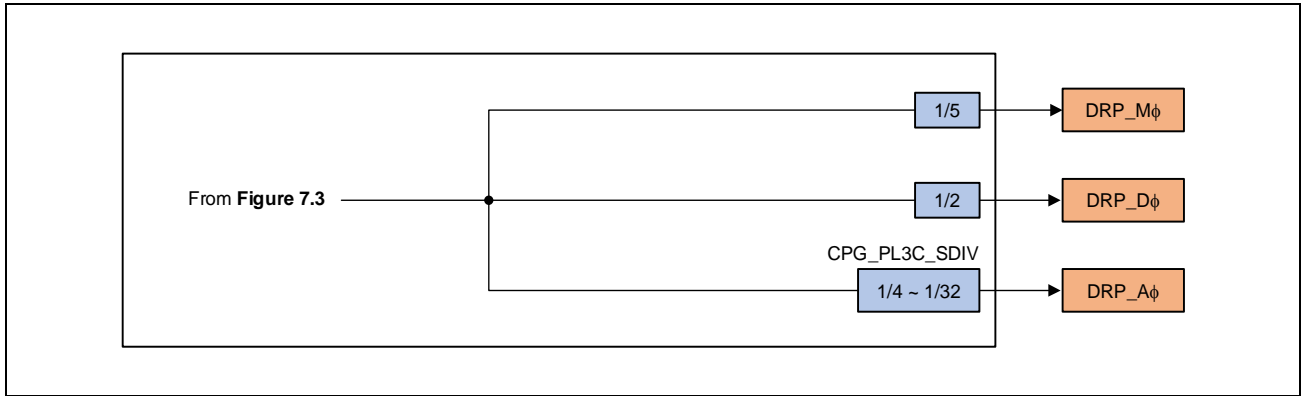 1/5
DRP_Mϕ
From Figure 7.3
1/2
DRP_Dϕ
CPG_PL3C_SDIV
1/4 ~ 1/32
DRP_Aϕ